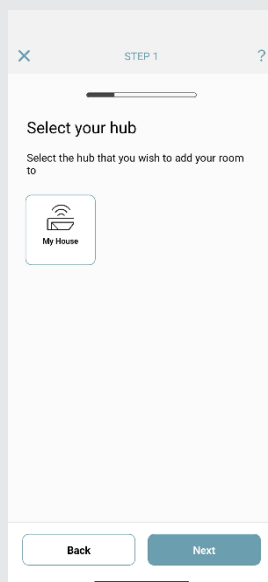 STEP 1
?
Select your hub
Select the hub that you wish to add your room
to
My House
Back
Next